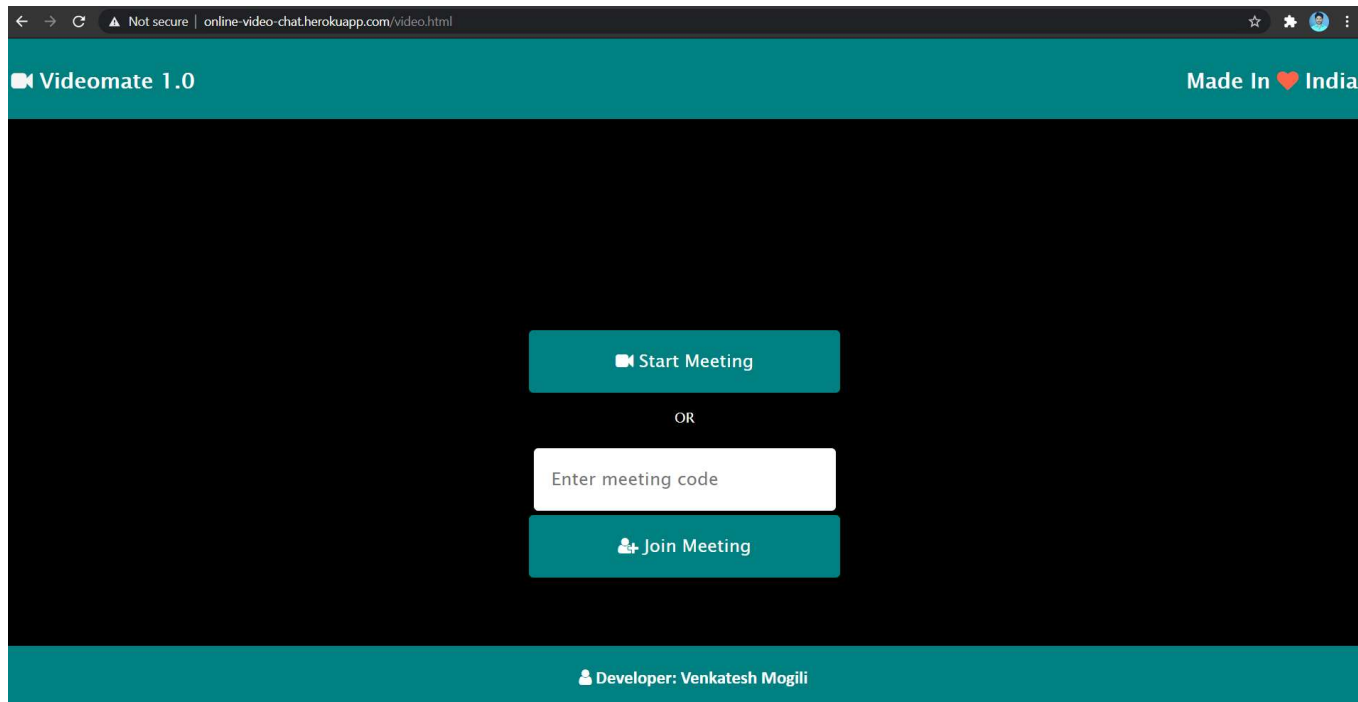 Not secure | online-video-chat.herokuapp.com/video.html
Videomate 1.0
Made In India
Start Meeting
OR
Enter meeting code
Join Meeting
Developer: Venkatesh Mogili